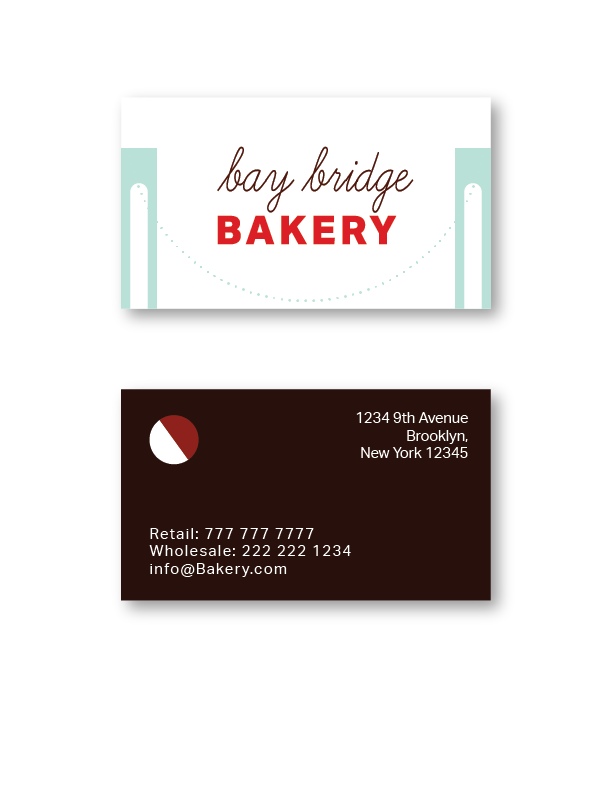 bay bridge
BAKERY
1234 9th Avenue
Brooklyn,
New York 12345
Retail: 777 777 7777
Wholesale: 222 222 1234
info@Bakery.com